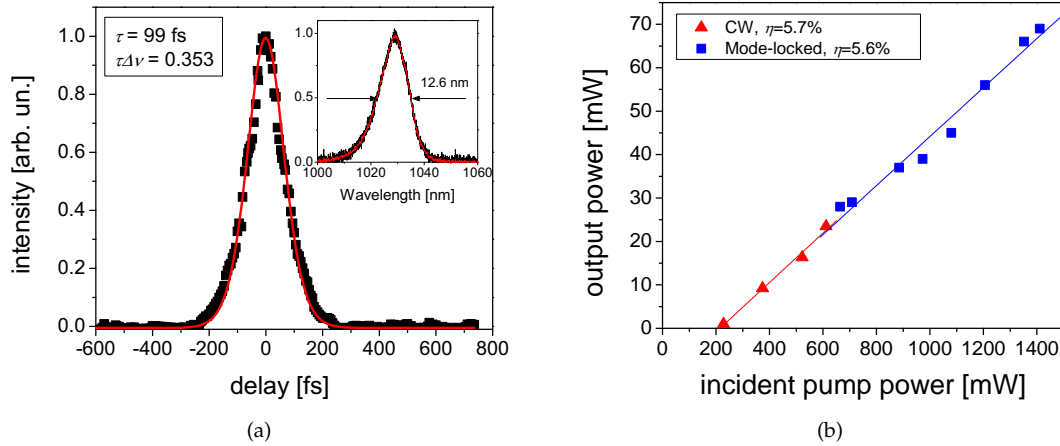 τ = 99 fs
τΔν = 0.353
intensity [arb. un.]
1.0
0.8
0.6
0.4
0.2
0.0
-600 -400 -200 0 200 400 600 800
delay [fs]
1.0
0.5
0.0
12.6 nm
1000 1020 1040 1060
Wavelength [nm]
(a)
CW, η=5.7%
Mode-locked, η=5.6%
output power [mW]
70
60
50
40
30
20
10
0
0 200 400 600 800 1000 1200 1400
incident pump power [mW]
(b)